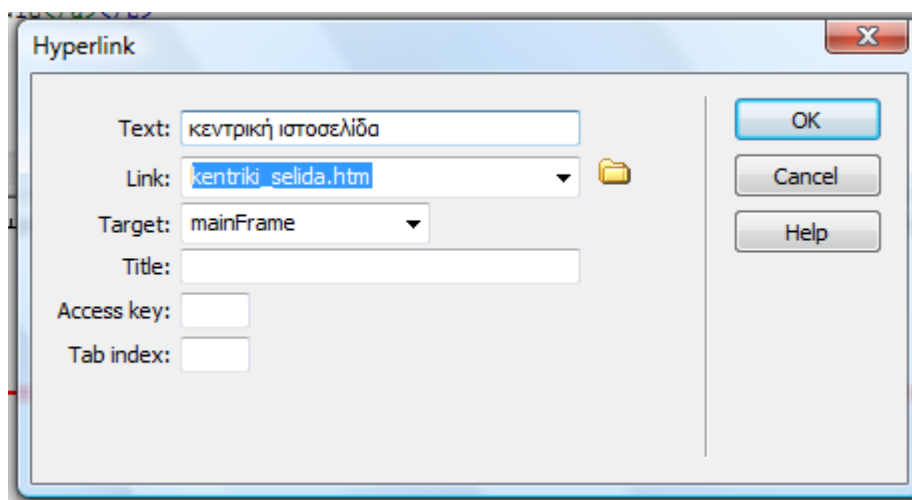 Hyperlink
Text: κεντρική ιστοσελίδα
Link: kentriki_selida.htm
Target: mainFrame
Title:
Access key:
Tab index:
OK
Cancel
Help